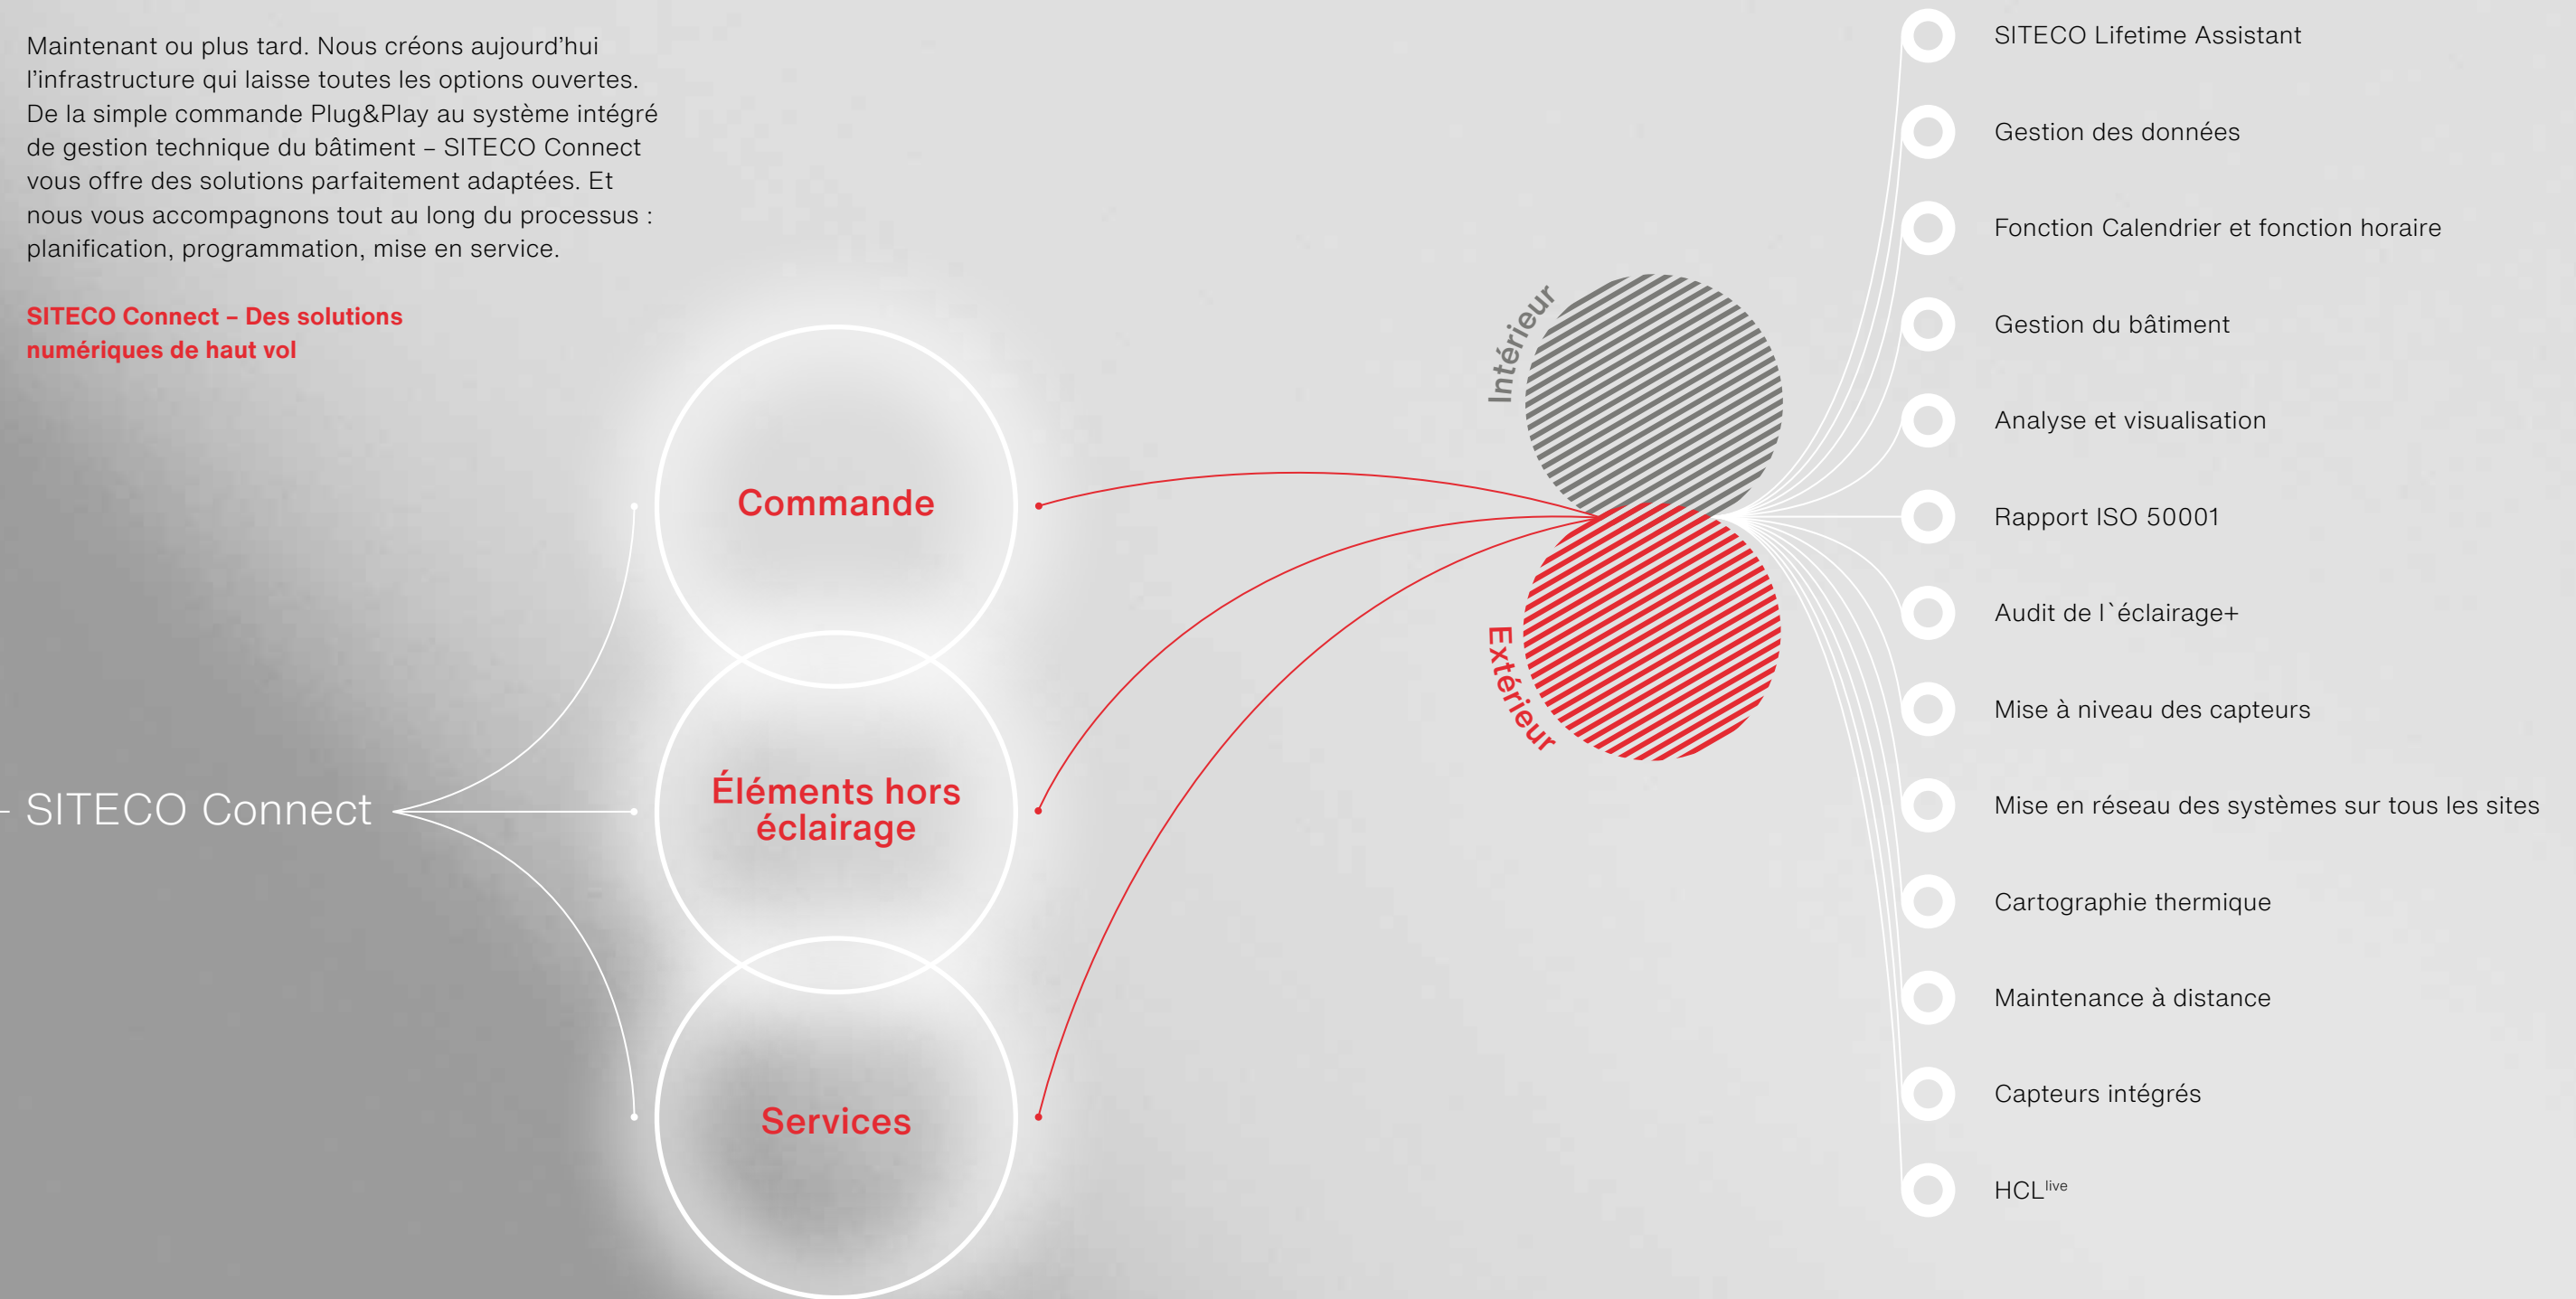 Maintenant ou plus tard. Nous créons aujourd’hui
l’infrastructure qui laisse toutes les options ouvertes.
De la simple commande Plug&Play au système intégré
de gestion technique du bâtiment – SITECO Connect
vous offre des solutions parfaitement adaptées. Et
nous vous accompagnons tout au long du processus :
planification, programmation, mise en service.
SITECO Connect – Des solutions
numériques de haut vol
SITECO Connect
Commande
Éléments hors
éclairage
Services
Intérieur
Extérieur
SITECO Lifetime Assistant
Gestion des données
Fonction Calendrier et fonction horaire
Gestion du bâtiment
Analyse et visualisation
Rapport ISO 50001
Audit de l`éclairage+
Mise à niveau des capteurs
Mise en réseau des systèmes sur tous les sites
Cartographie thermique
Maintenance à distance
Capteurs intégrés
HCLlive